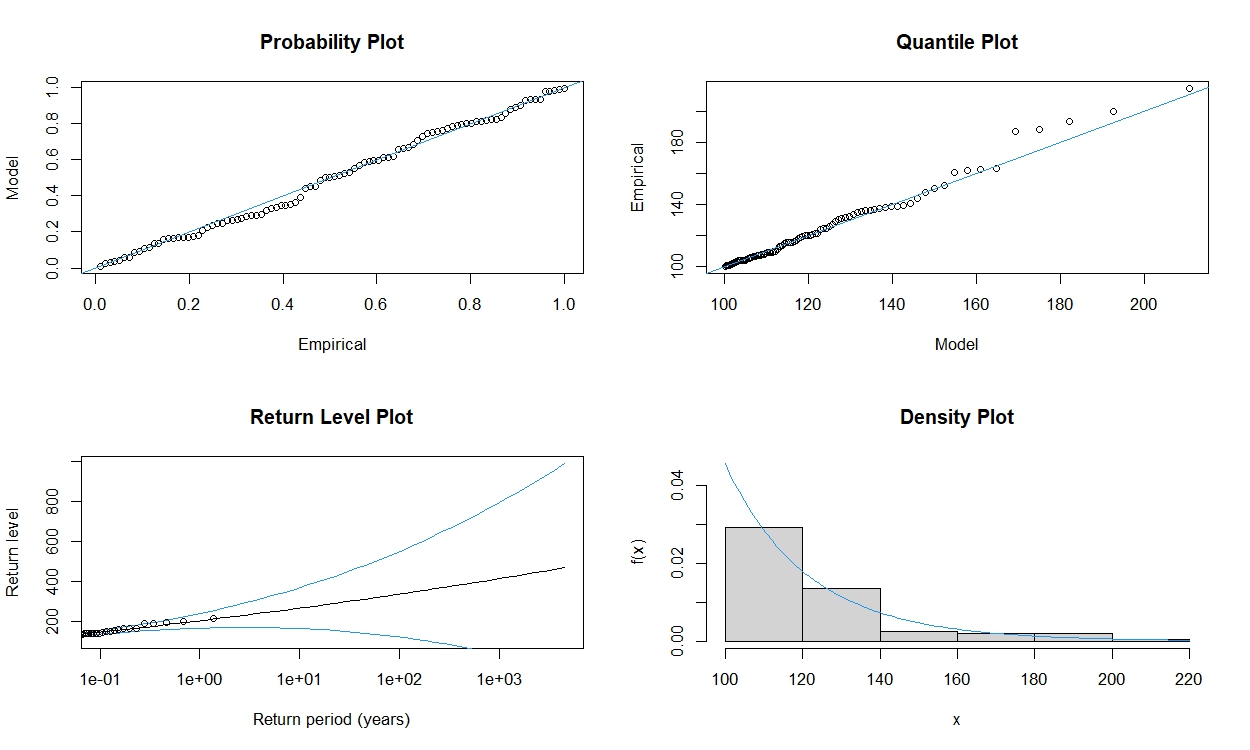 Probability Plot
Model
0.0 0.2 0.4 0.6 0.8 1.0
0.0 0.2 0.4 0.6 0.8 1.0
Empirical
Quantile Plot
Empirical
100 140 180
100 120 140 160 180 200
Model
Return Level Plot
Return level
200 400 600 800
1e-01 1e+00 1e+01 1e+02 1e+03
Return period (years)
Density Plot
f(x)
0.00 0.02 0.04
100 120 140 160 180 200 220
x